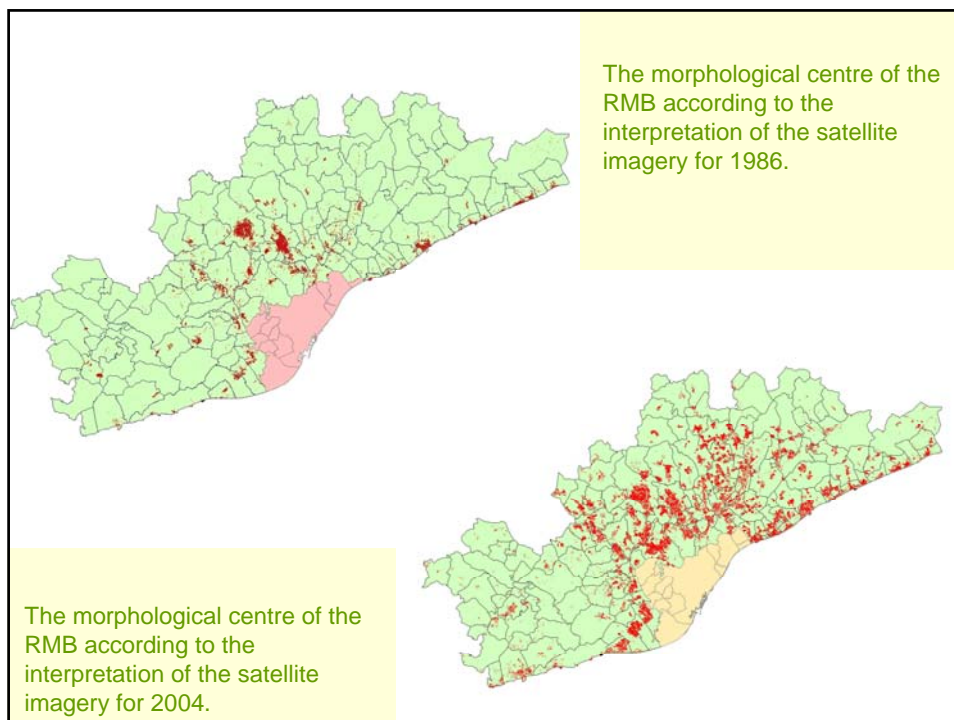 The morphological centre of the
RMB according to the
interpretation of the satellite
imagery for 1986.
The morphological centre of the
RMB according to the
interpretation of the satellite
imagery for 2004.